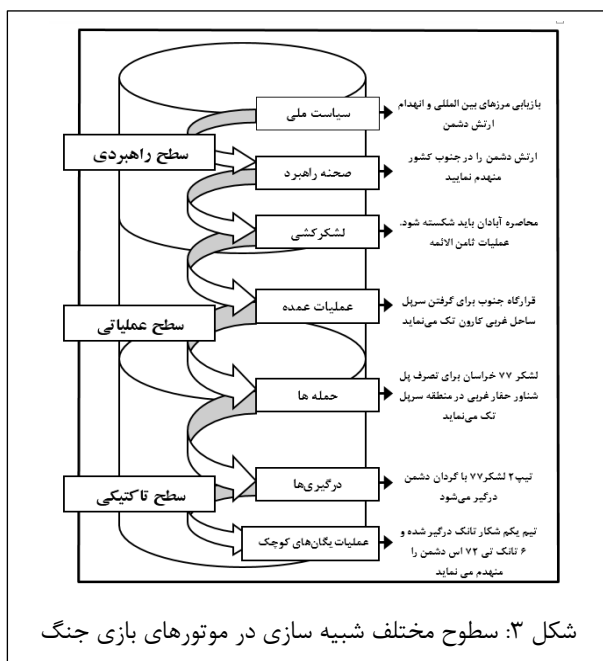 سیاست ملی
بازیابی مرزهای بین المللی و انهدام
ارتش دشمن
سطح راهبردی
صحنه راهبرد
ارتش دشمن را در جنوب کشور
منهدم نمایید
لشکرکشی
محاصره آبادان باید شکسته شود.
عملیات ثامن الائمه
سطح عملیاتی
عملیات عمده
قرارگاه جنوب برای گرفتن سرپل
ساحل غربی کارون تک می‌نماید
حمله ها
لشکر ۷۷ خراسان برای تصرف پل
شناور حفار غربی در منطقه سرپل
تک می‌نماید
سطح تاکتیکی
درگیری‌ها
تیپ۲ لشکر۷۷ با گردان دشمن
درگیر می‌شود
عملیات یگان‌های کوچک
تیم یکم شکار تانک درگیر شده و
۶ تانک تی ۷۲ اس دشمن را
منهدم می نماید
شکل ۳: سطوح مختلف شبیه سازی در موتورهای بازی جنگ